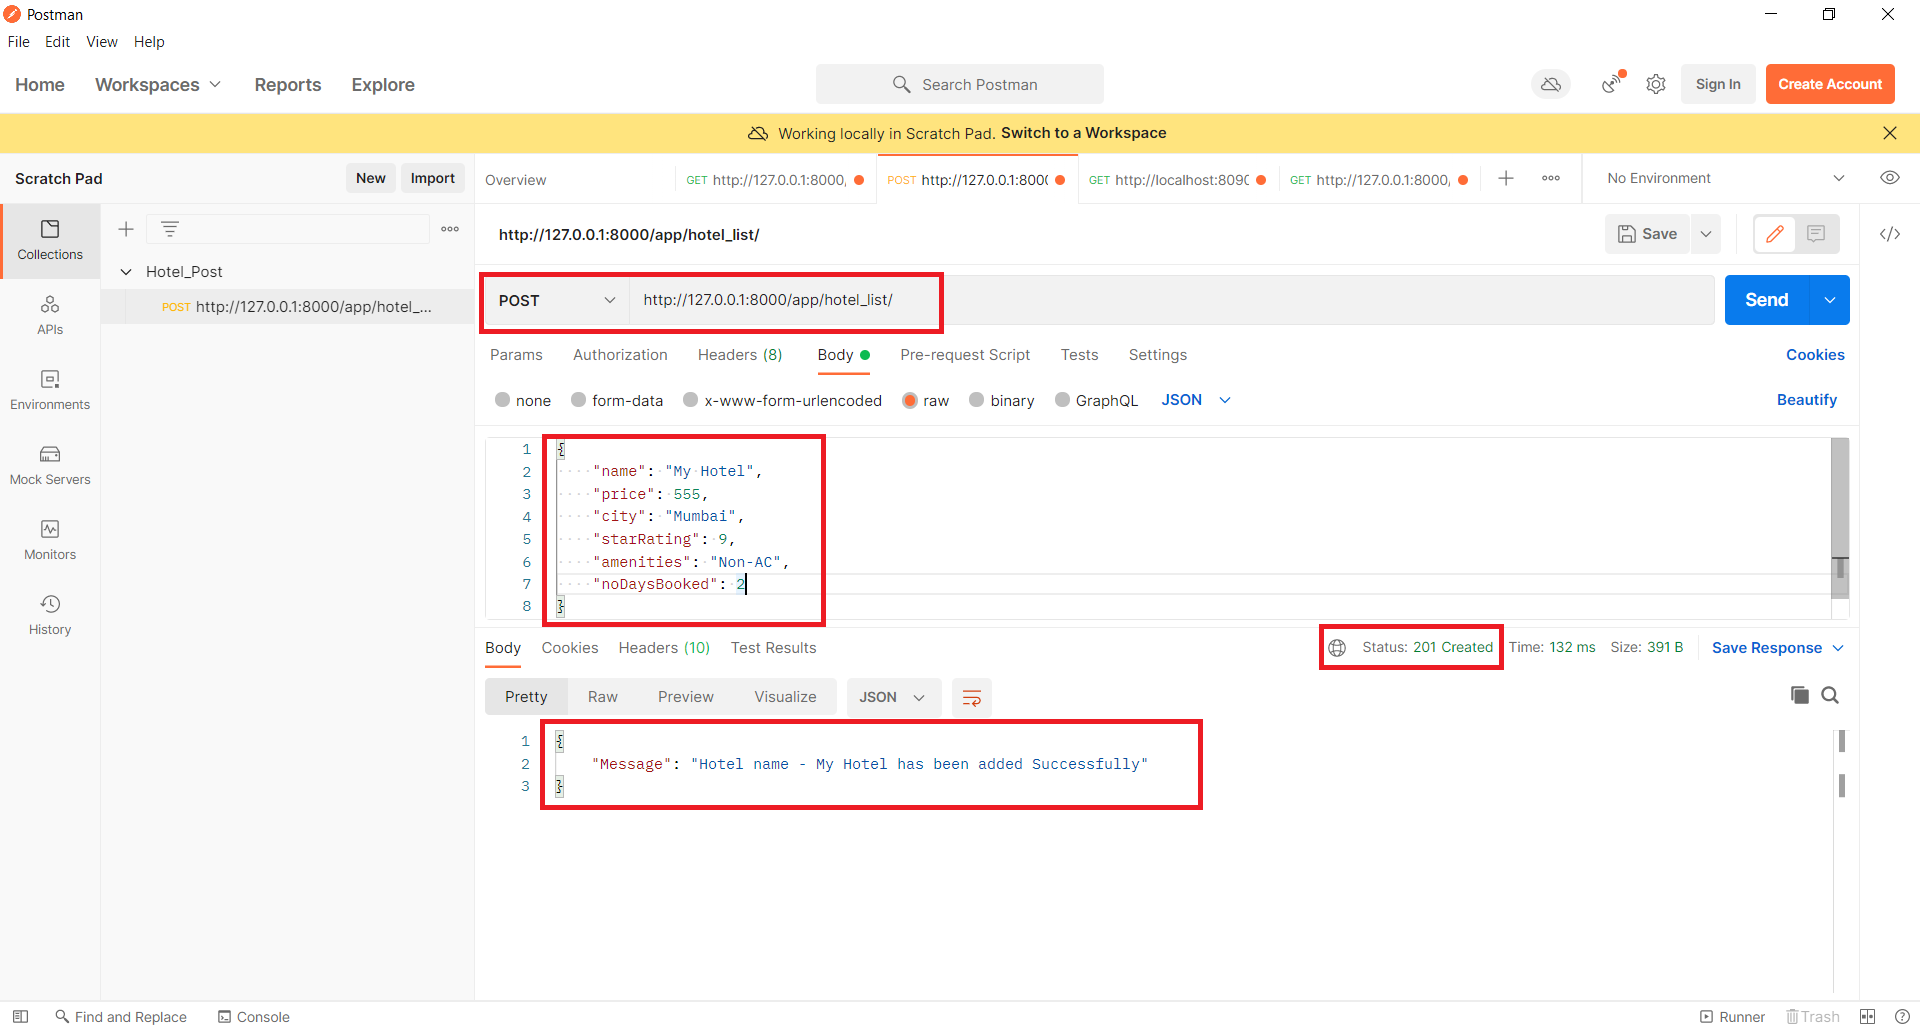 Postman
File Edit View Help
Home Workspaces Reports Explore Search Postman Sign In Create Account
Working locally in Scratch Pad. Switch to a Workspace
Scratch Pad New Import Overview GET http://127.0.0.1:8000, POST http://127.0.0.1:800( GET http://localhost:809( GET http://127.0.0.1:8000, No Environment
Collections
APIs
Environments
Mock Servers
Monitors
History
Hotel_Post
POST http://127.0.0.1:8000/app/hotel_...
http://127.0.0.1:8000/app/hotel_list/ Save </>
POST http://127.0.0.1:8000/app/hotel_list/ Send
Params Authorization Headers (8) Body Pre-request Script Tests Settings Cookies
none form-data x-www-form-urlencoded raw binary GraphQL JSON Beautify
1 {
2 "name": "My Hotel",
3 "price": 555,
4 "city": "Mumbai",
5 "starRating": 9,
6 "amenities": "Non-AC",
7 "noDaysBooked": 2
8 }
Body Cookies Headers (10) Test Results Status: 201 Created Time: 132 ms Size: 391 B Save Response
Pretty Raw Preview Visualize JSON
1 {
2 "Message": "Hotel name - My Hotel has been added Successfully"
3 }
Find and Replace Console Runner Trash